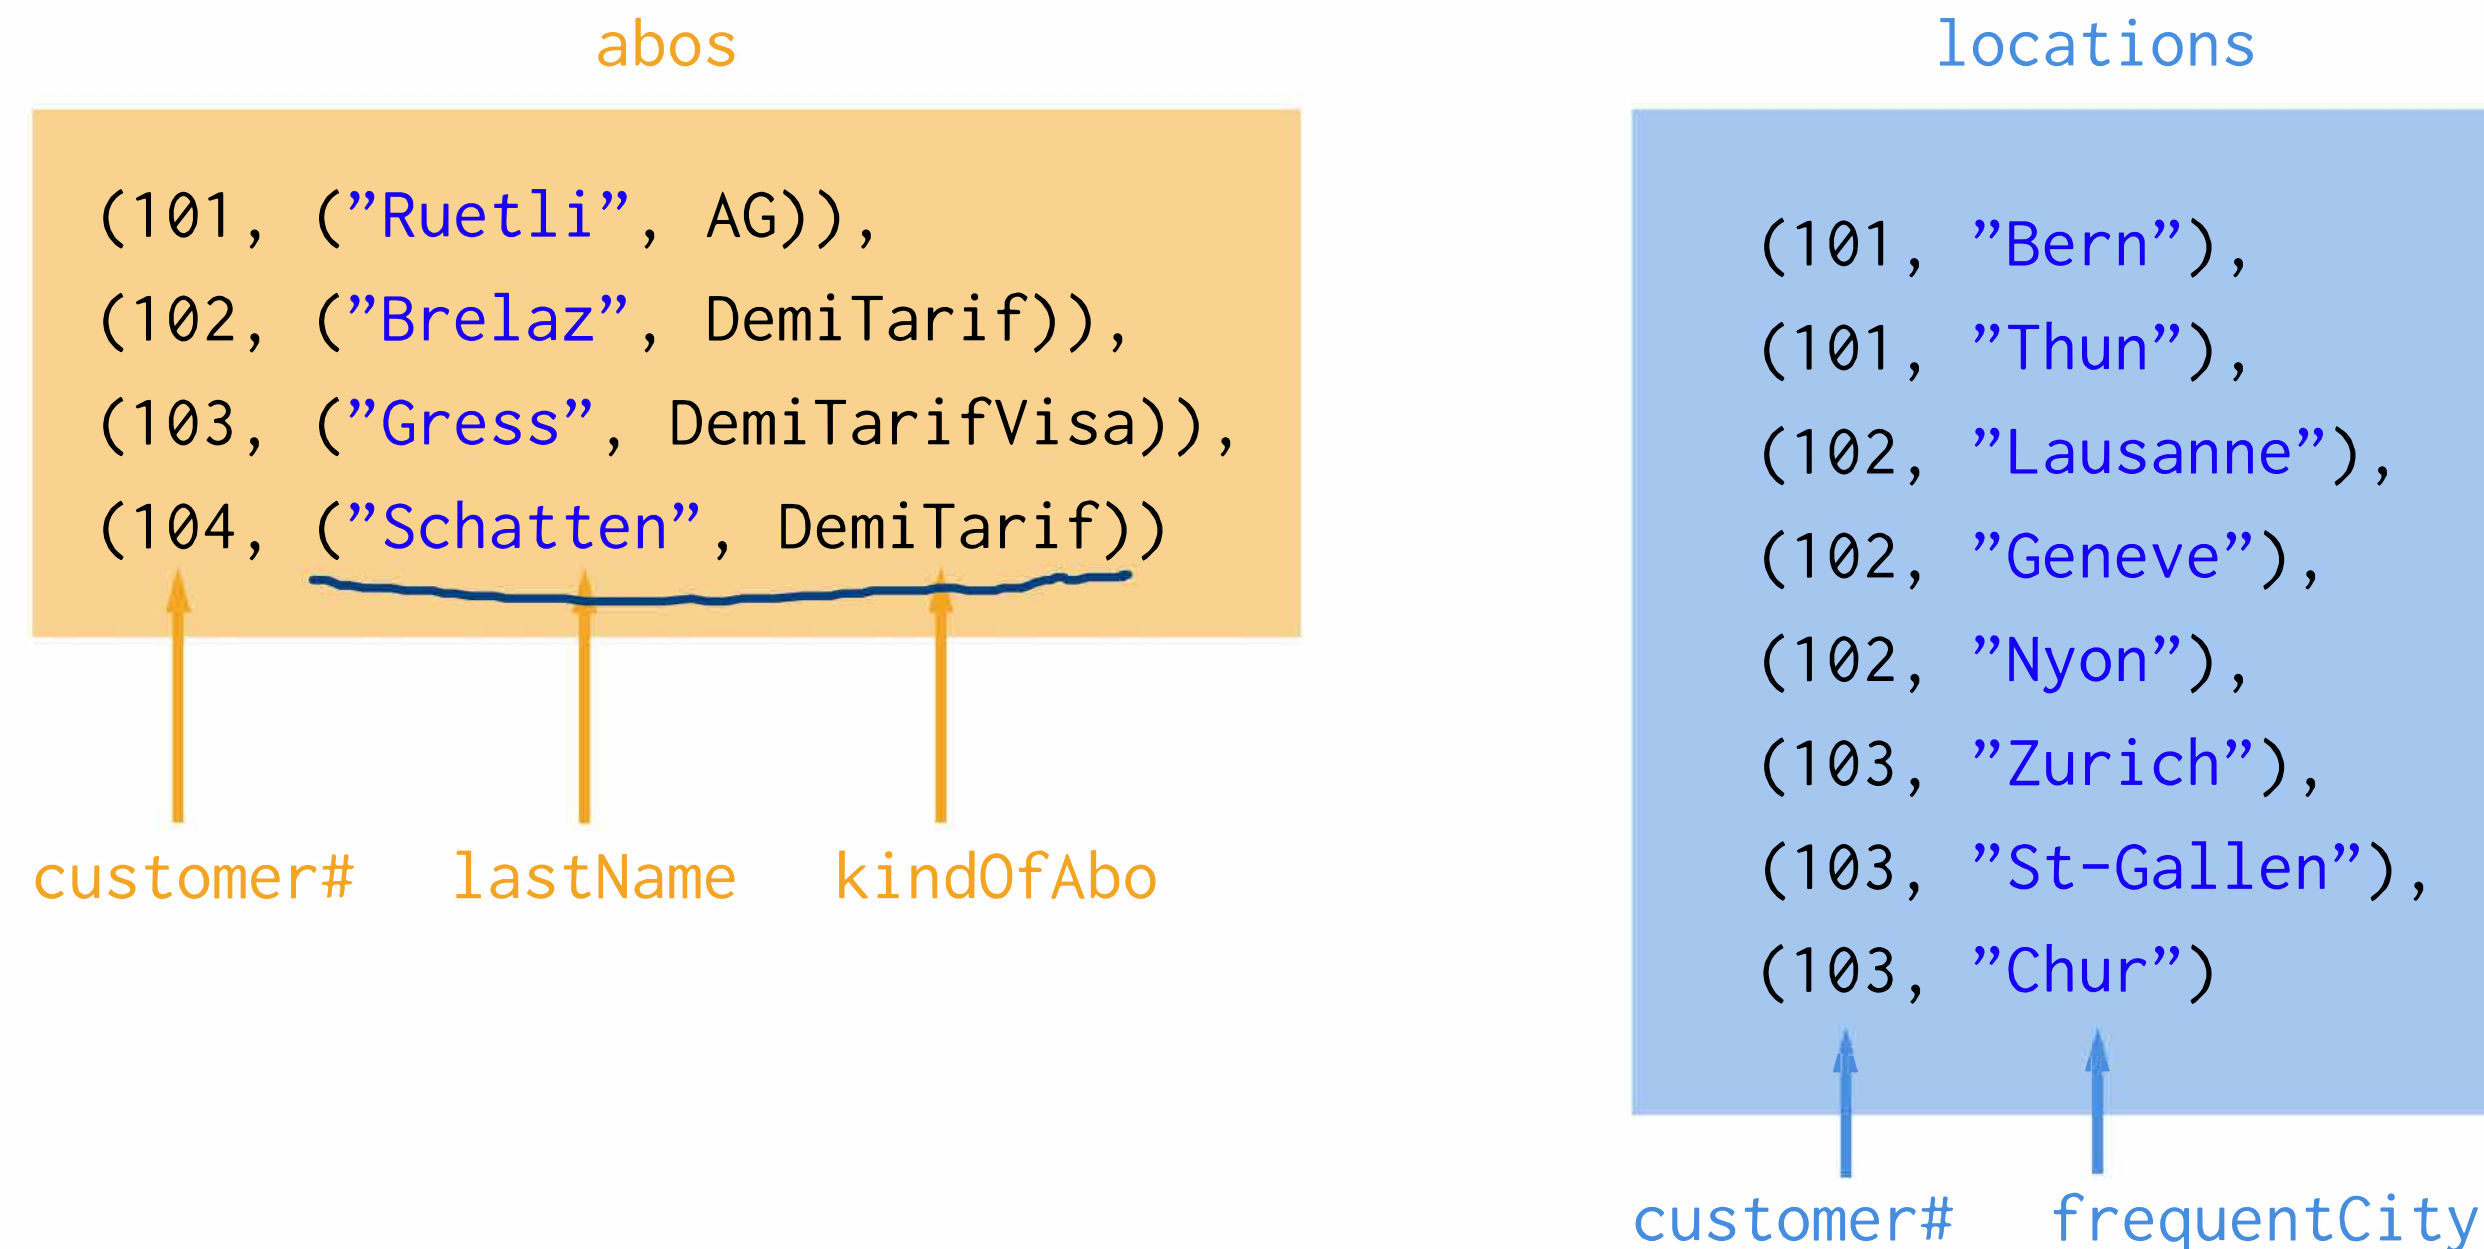 abos
(101, (”Ruetli”, AG)),
(102, (”Brelaz”, DemiTarif)),
(103, (”Gress”, DemiTarifVisa)),
(104, (”Schatten”, DemiTarif))
customer# lastName kindOfAbo
locations
(101, ”Bern”),
(101, ”Thun”),
(102, ”Lausanne”),
(102, ”Geneve”),
(102, ”Nyon”),
(103, ”Zurich”),
(103, ”St-Gallen”),
(103, ”Chur”)
customer# frequentCity